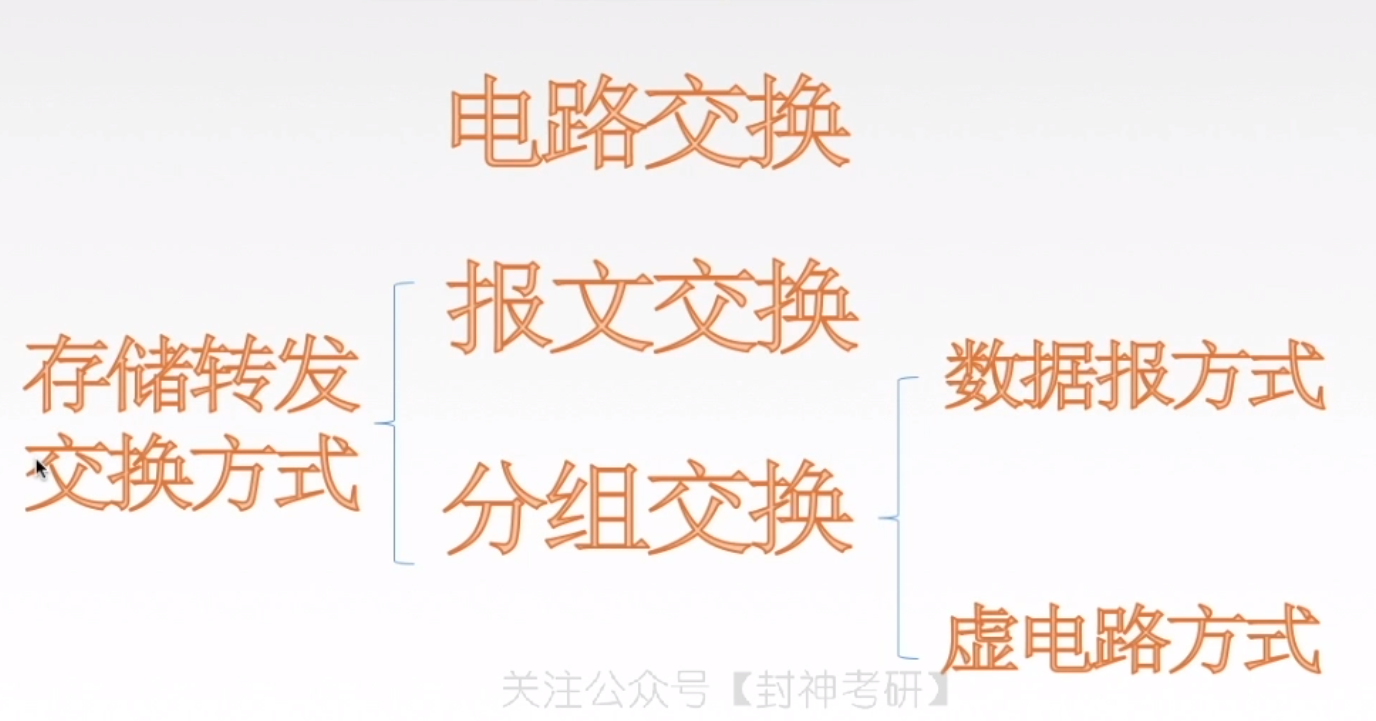 电路交换
报文交换
存储转发
交换方式
数据报方式
分组交换
虚电路方式
关注公众号【封神考研】